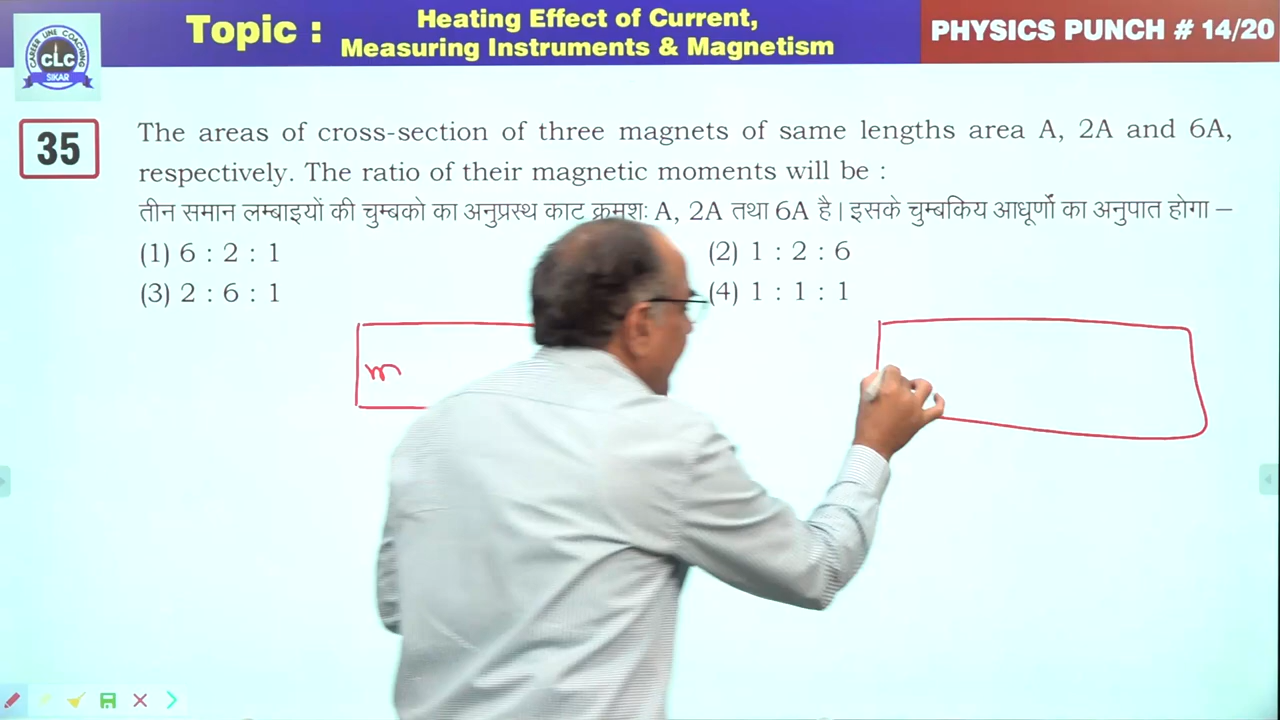 Topic :
Heating Effect of Current,
Measuring Instruments & Magnetism
PHYSICS PUNCH # 14/20
CAREER LINE COACHING
CLC
SIKAR
35
The areas of cross-section of three magnets of same lengths area A, 2A and 6A,
respectively. The ratio of their magnetic moments will be :
तीन समान लम्बाइयों की चुम्बको का अनुप्रस्थ काट क्रमशः A, 2A तथा 6A है। इसके चुम्बकिय आधूर्णों का अनुपात होगा –
(1) 6 : 2 : 1
(2) 1 : 2 : 6
(3) 2 : 6 : 1
(4) 1 : 1 : 1
m